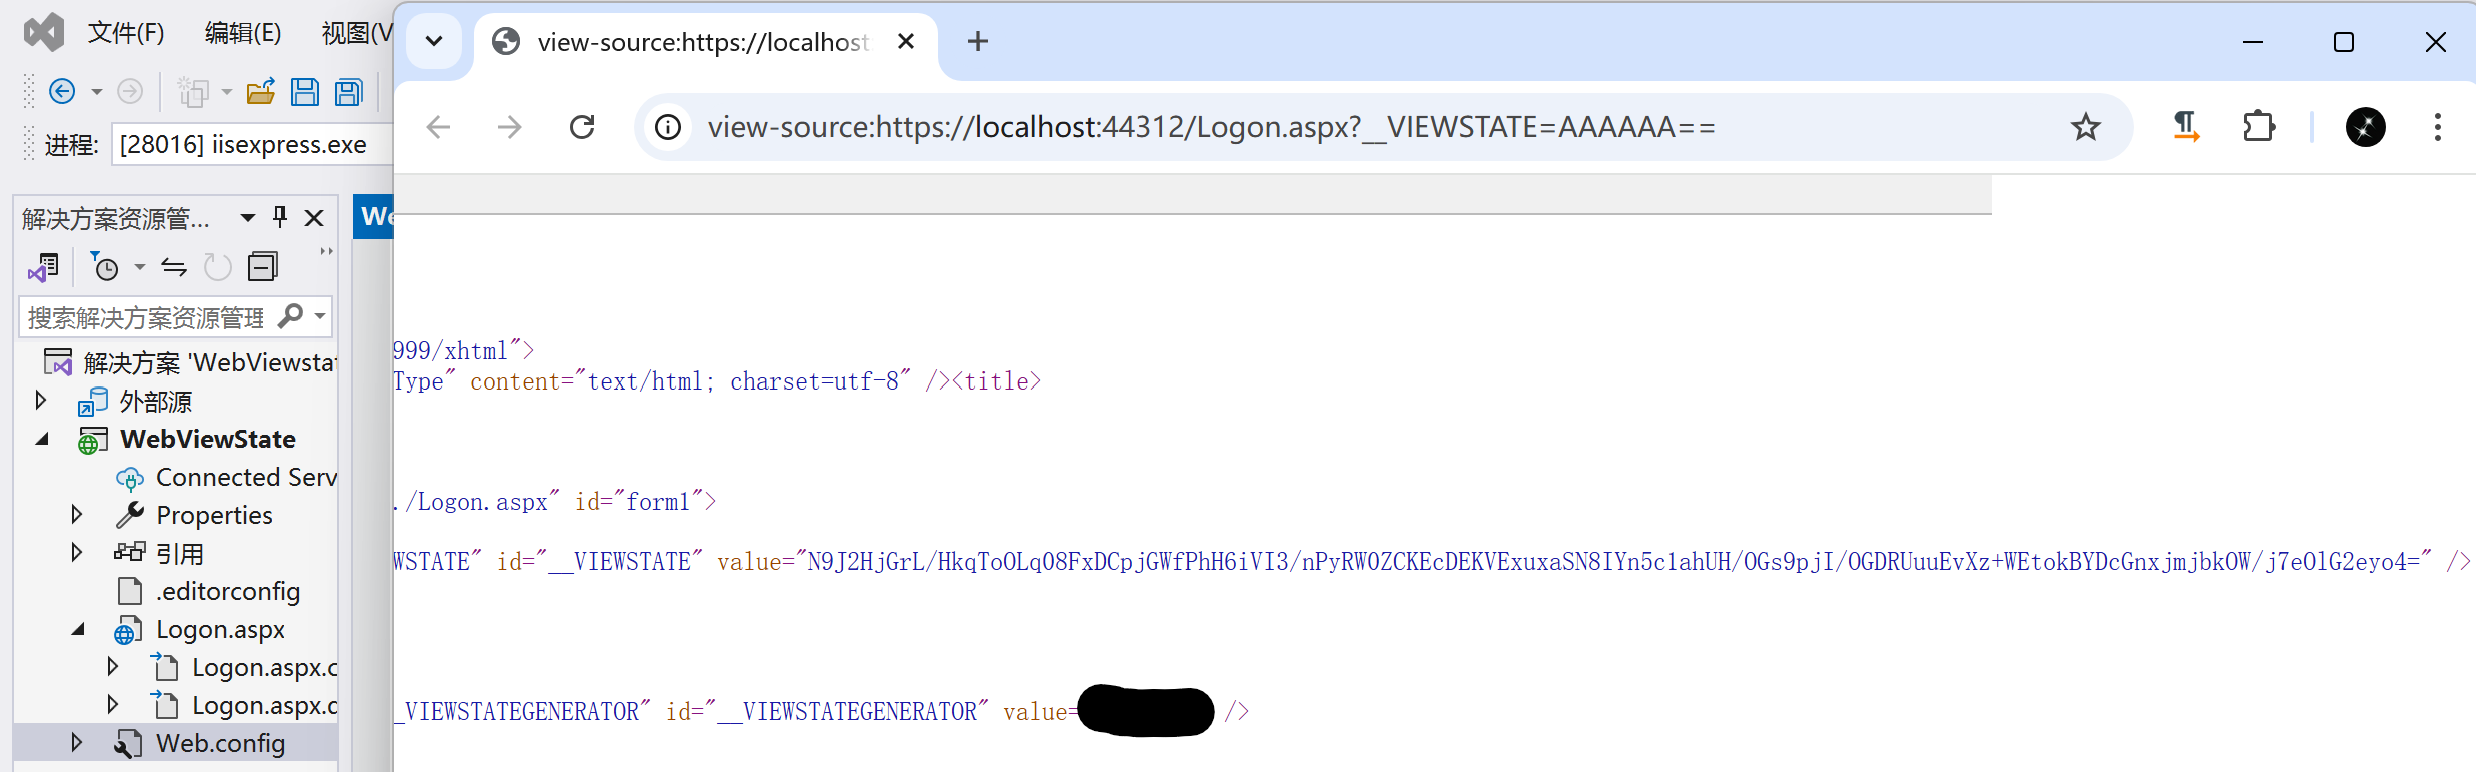 文件(F) 编辑(E) 视图(V
进程: [28016] iisexpress.exe
解决方案资源管...
搜索解决方案资源管理
解决方案 'WebViewstat
外部源
WebViewState
Connected Serv
Properties
引用
.editorconfig
Logon.aspx
Logon.aspx.c
Logon.aspx.d
Web.config
We
view-source:https://localhost:
view-source:https://localhost:44312/Logon.aspx?__VIEWSTATE=AAAAAA==
999/xhtml">
Type" content="text/html; charset=utf-8" /><title>
./Logon.aspx" id="form1">
WSTATE" id="__VIEWSTATE" value="N9J2HjGrL/HkqToOLq08FxDCpjGWfPhH6iVI3/nPyRW0ZCKEcDEKVExuxaSN8IYn5c1ahUH/OGs9pjI/OGDRUuuEvXz+WEtokBYDcGnxjmjbkOW/j7eOlG2eyo4=" />
_VIEWSTATEGENERATOR" id="__VIEWSTATEGENERATOR" value= />